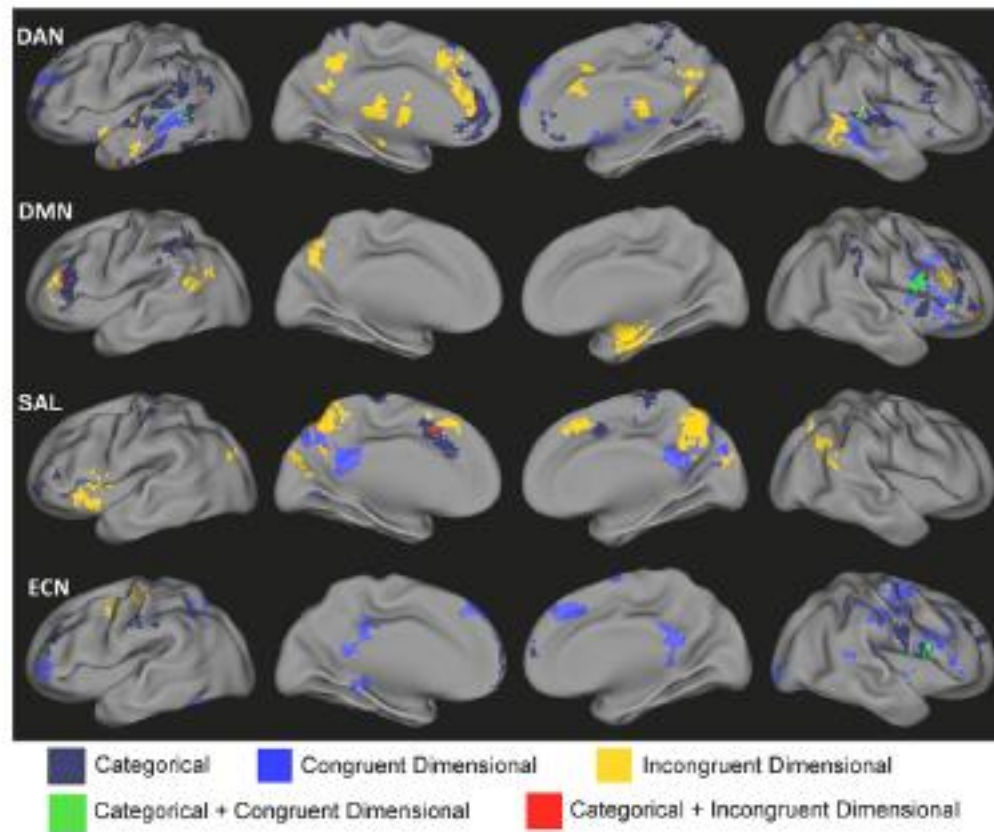 DAN
DMN
SAL
ECN
Categorical Congruent Dimensional Incongruent Dimensional
Categorical + Congruent Dimensional Categorical + Incongruent Dimensional